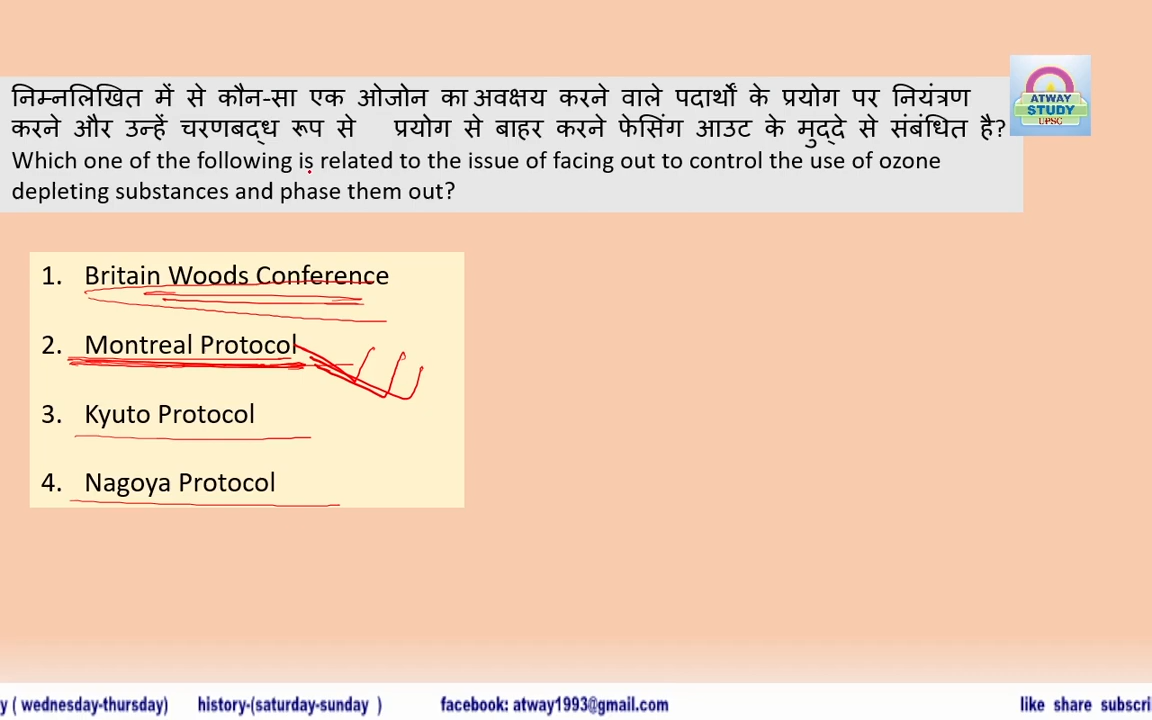 निम्नलिखित में से कौन-सा एक ओजोन का अवक्षय करने वाले पदार्थों के प्रयोग पर नियंत्रण
करने और उन्हें चरणबद्ध रूप से प्रयोग से बाहर करने फेसिंग आउट के मुद्दे से संबंधित है?
Which one of the following is related to the issue of facing out to control the use of ozone
depleting substances and phase them out?
ATWAY
STUDY
UPSC
1. Britain Woods Conference
2. Montreal Protocol
3. Kyuto Protocol
4. Nagoya Protocol
y ( wednesday-thursday) history-(saturday-sunday ) facebook: atway1993@gmail.com like share subscri